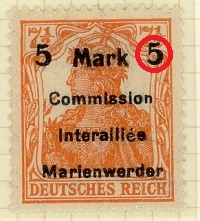 5 Mark 5
Commission
Interalliée
Marienwerder
DEUTSCHES REICH